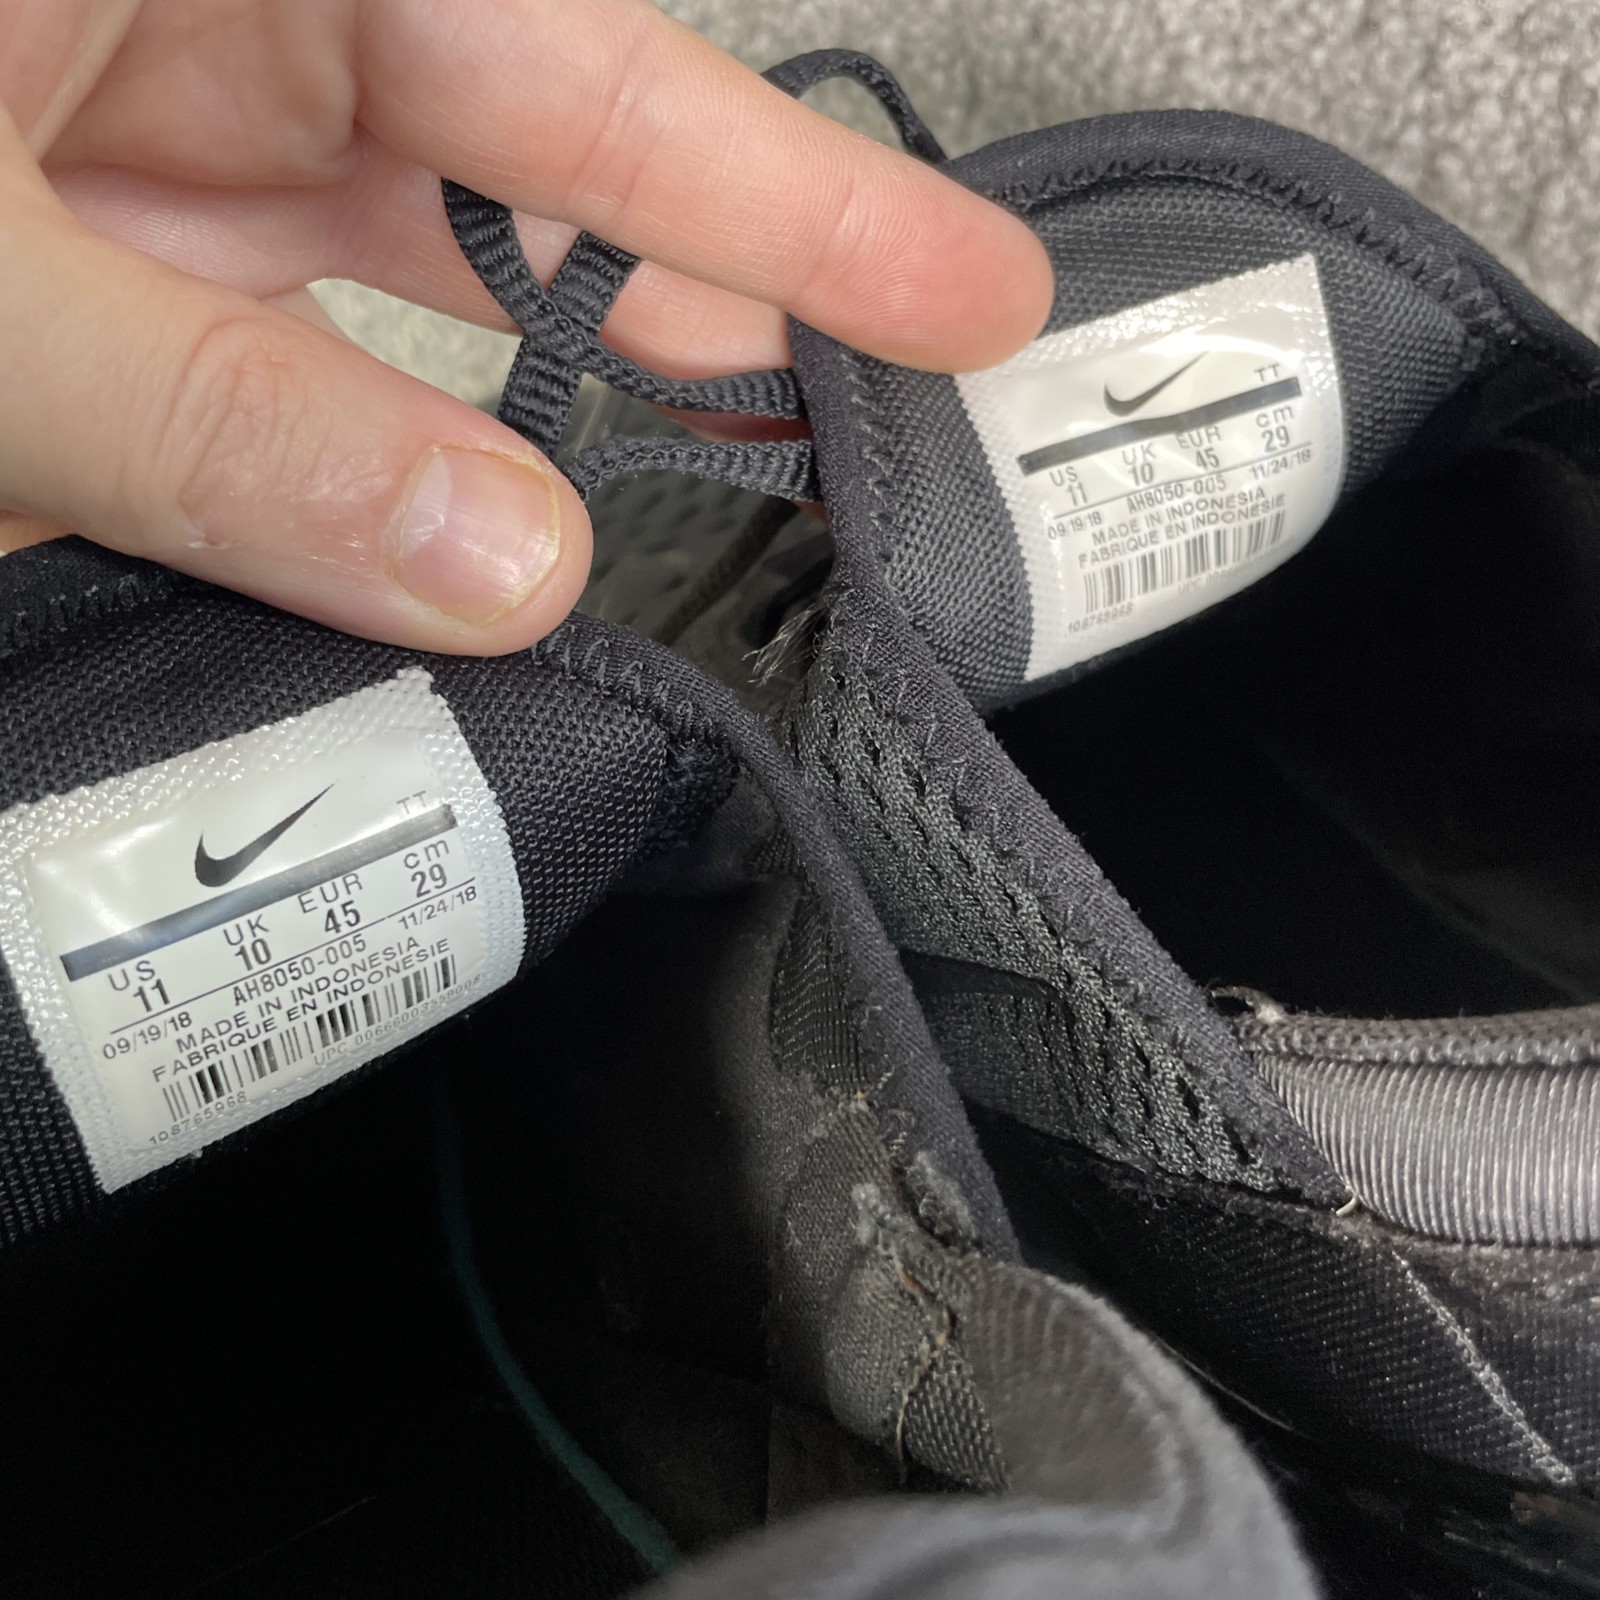 TT
US UK EUR cm
11 10 45 29
09/19/18 AH8050-005 11/24/18
MADE IN INDONESIA
FABRIQUE EN INDONESIE
108765968
TT
US UK EUR cm
11 10 45 29
09/19/18 AH8050-005 11/24/18
MADE IN INDONESIA
FABRIQUE EN INDONESIE
UPC
108765968